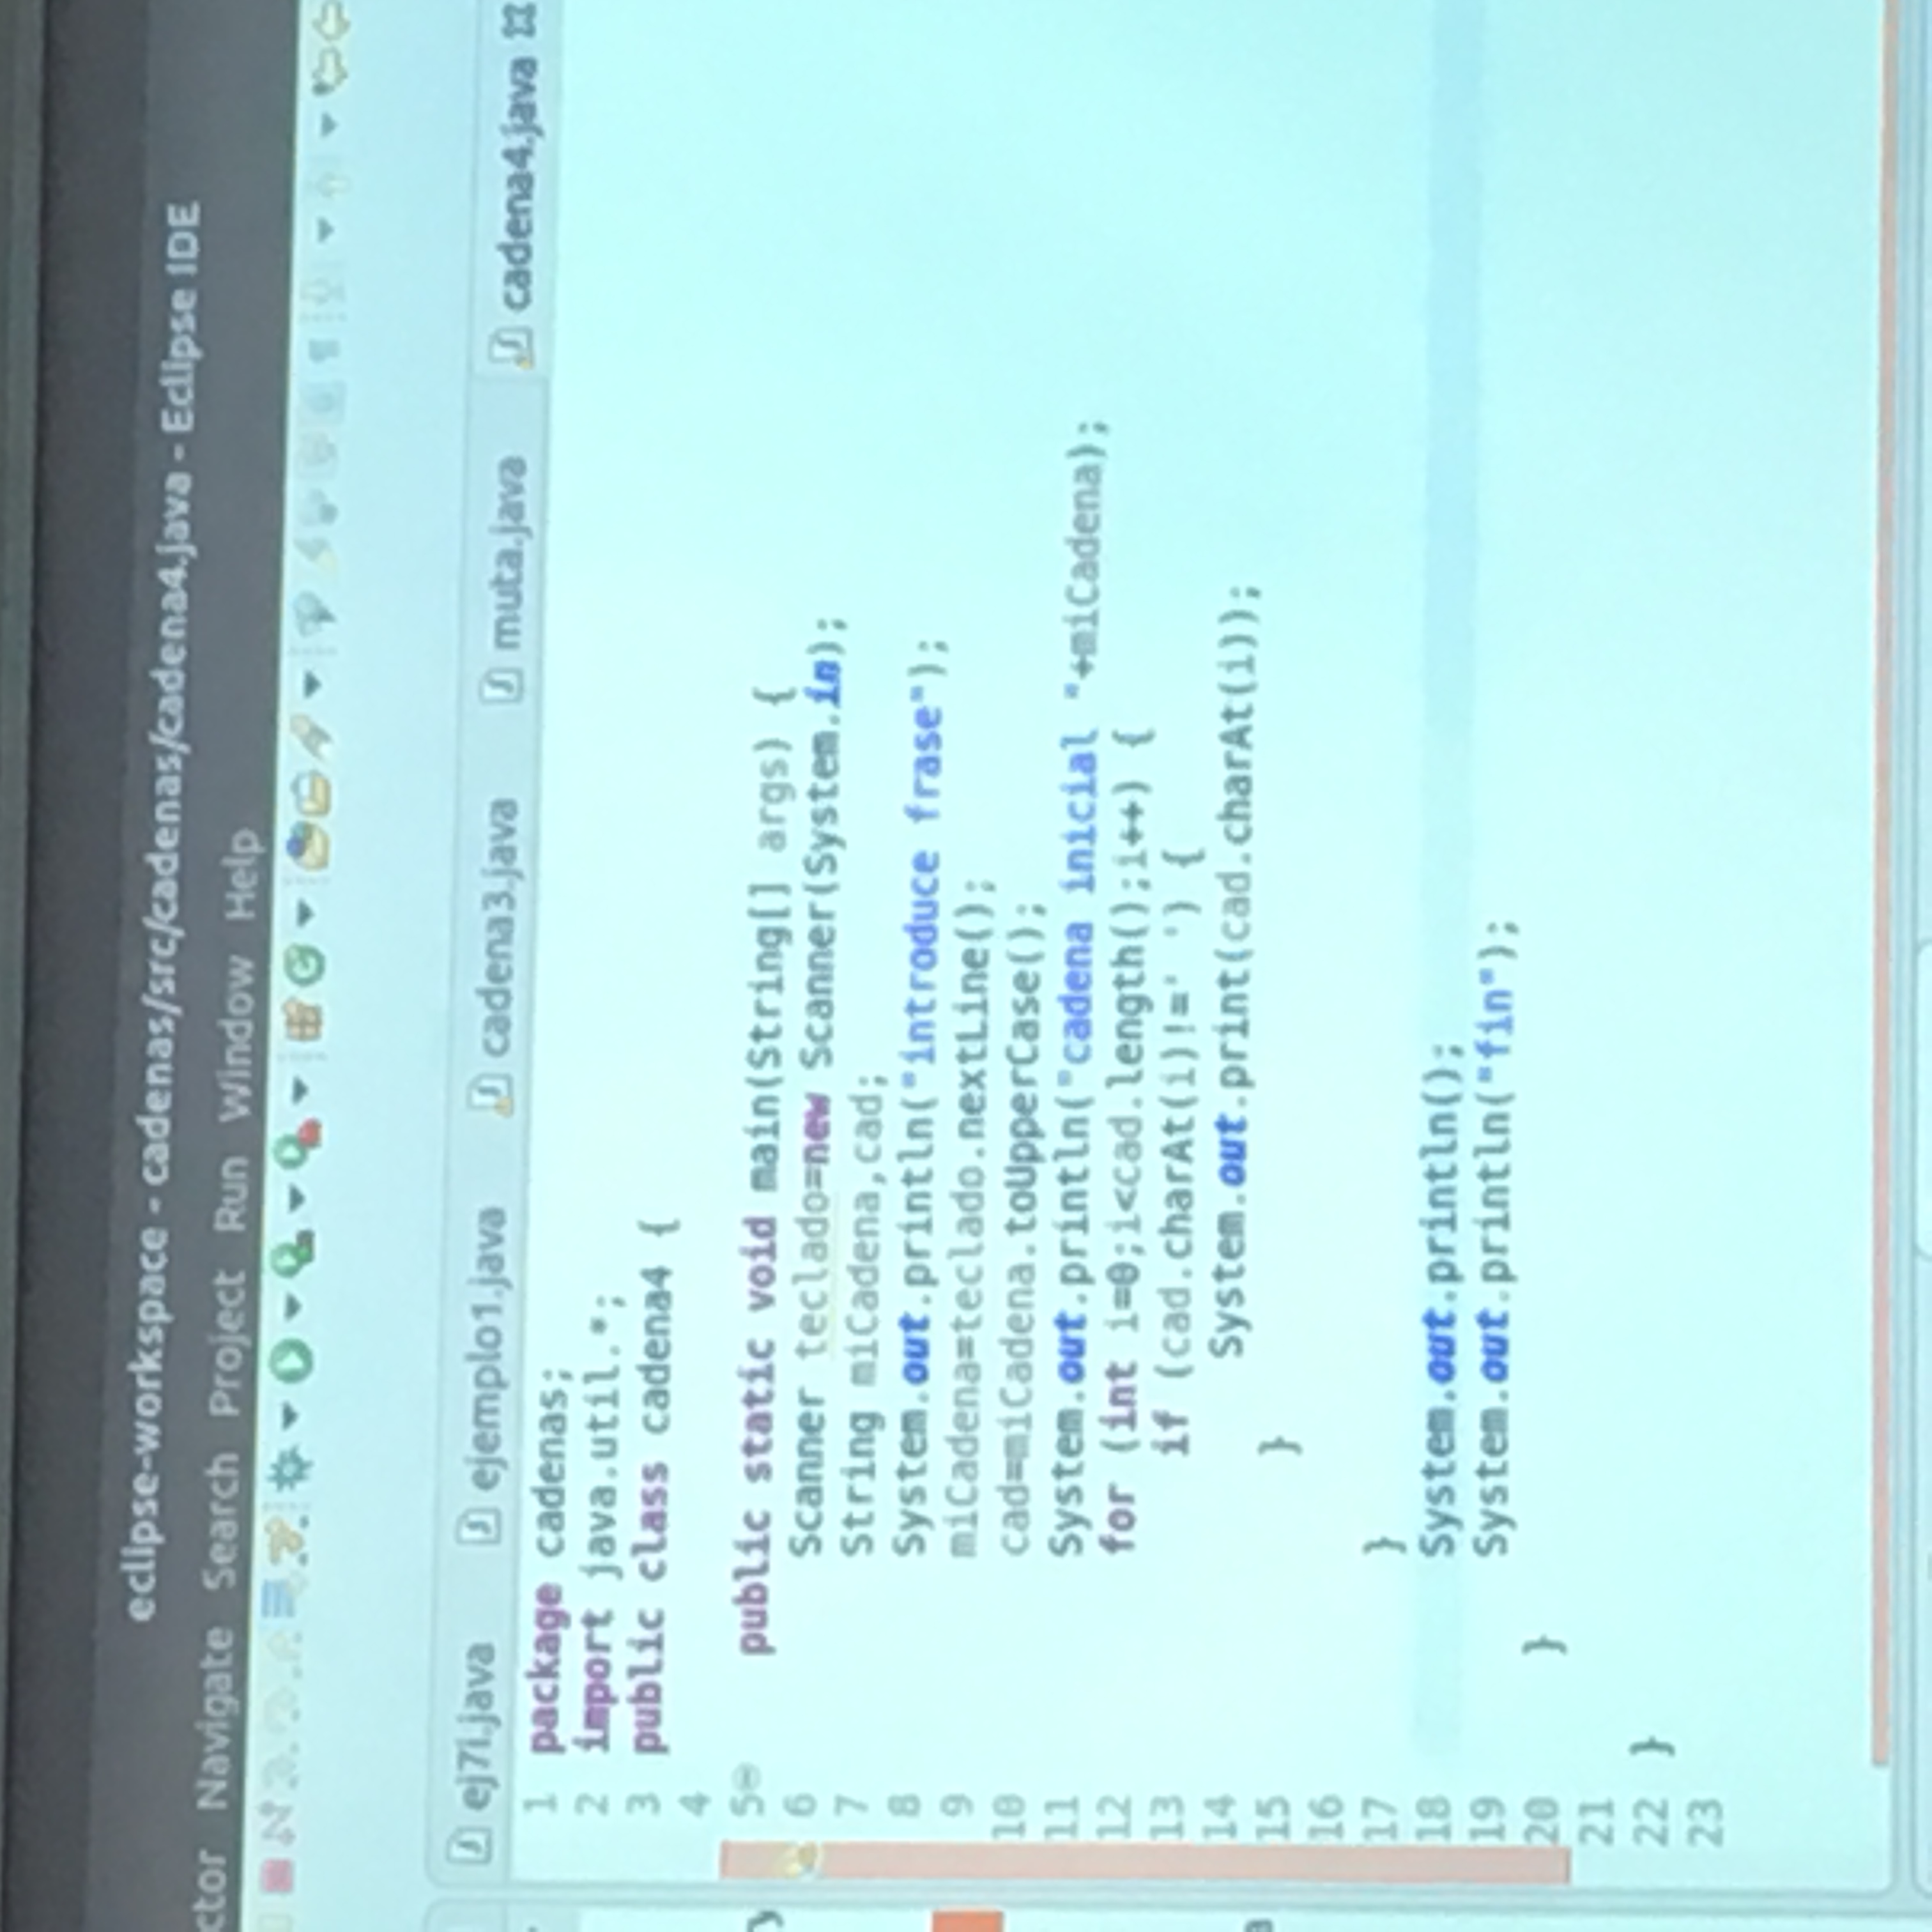 eclipse-workspace - cadenas/src/cadenas/cadena4.java - Eclipse IDE
ctor Navigate Search Project Run Window Help
ej7i.java ejemplo1.java cadena3.java muta.java cadena4.java
1 package cadenas;
2 import java.util.*;
3 public class cadena4 {
4
5 public static void main(String[] args) {
6 Scanner teclado=new Scanner(System.in);
7 String miCadena,cad;
8 System.out.println("introduce frase");
9 miCadena=teclado.nextLine();
10 cad=miCadena.toUpperCase();
11 System.out.println("cadena inicial "+miCadena);
12 for (int i=0;i<cad.length();i++) {
13 if (cad.charAt(i)!=' ') {
14 System.out.print(cad.charAt(i));
15 }
16
17 }
18 System.out.println();
19 System.out.println("fin");
20 }
21
22 }
23